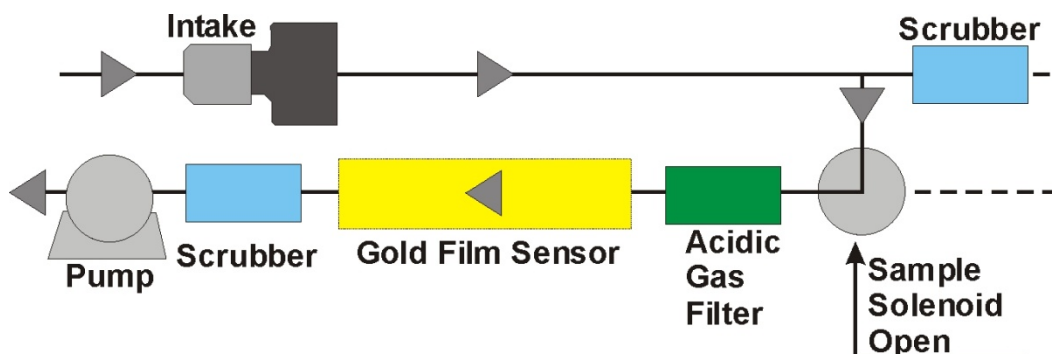 Intake
Scrubber
Scrubber
Pump
Gold Film Sensor
Acidic
Gas
Filter
Sample
Solenoid
Open